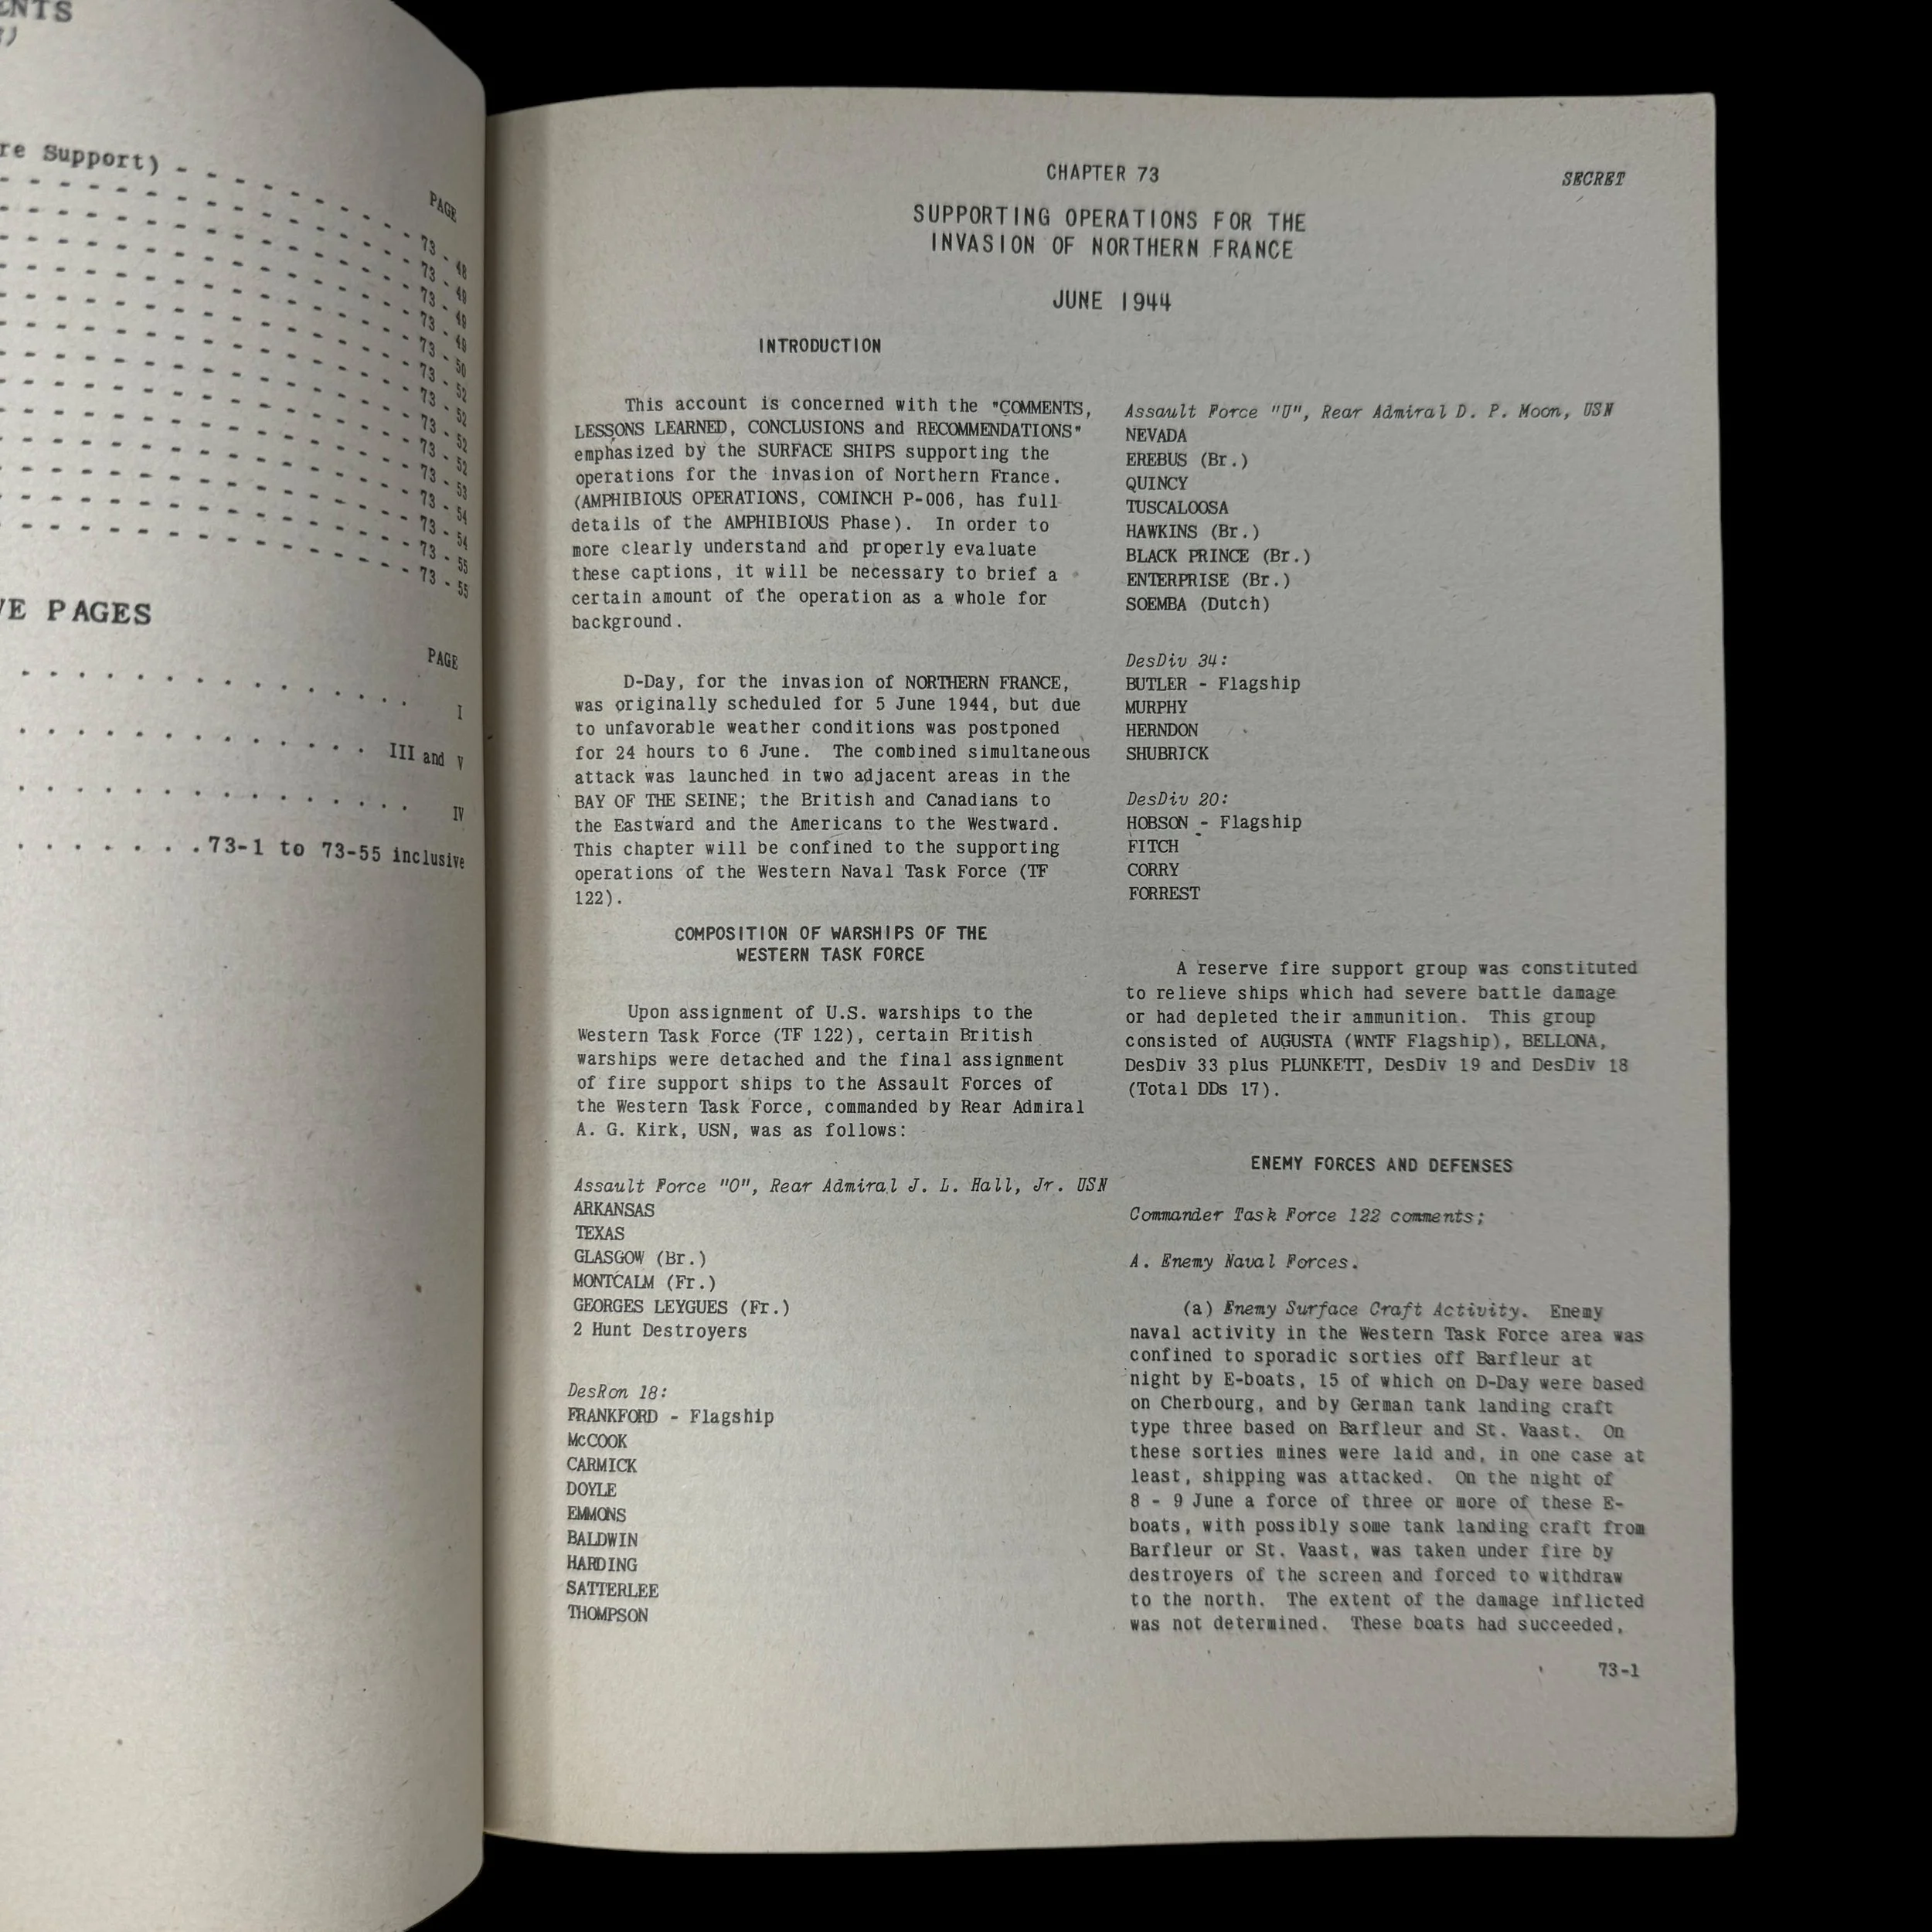 ENTS
re Support) - - - - - - - -
PAGE
73 - 48
73 - 49
73 - 49
73 - 49
73 - 50
73 - 52
73 - 52
73 - 52
73 - 52
73 - 53
73 - 54
73 - 54
73 - 55
73 - 55
VE PAGES
PAGE
I
III and V
IV
. . . . . . . .73-1 to 73-55 inclusive
CHAPTER 73
SECRET
SUPPORTING OPERATIONS FOR THE
INVASION OF NORTHERN FRANCE
JUNE 1944
INTRODUCTION
This account is concerned with the "COMMENTS,
LESSONS LEARNED, CONCLUSIONS and RECOMMENDATIONS"
emphasized by the SURFACE SHIPS supporting the
operations for the invasion of Northern France.
(AMPHIBIOUS OPERATIONS, COMINCH P-006, has full
details of the AMPHIBIOUS Phase). In order to
more clearly understand and properly evaluate
these captions, it will be necessary to brief a
certain amount of the operation as a whole for
background.
D-Day, for the invasion of NORTHERN FRANCE,
was originally scheduled for 5 June 1944, but due
to unfavorable weather conditions was postponed
for 24 hours to 6 June. The combined simultaneous
attack was launched in two adjacent areas in the
BAY OF THE SEINE; the British and Canadians to
the Eastward and the Americans to the Westward.
This chapter will be confined to the supporting
operations of the Western Naval Task Force (TF
122).
COMPOSITION OF WARSHIPS OF THE
WESTERN TASK FORCE
Upon assignment of U.S. warships to the
Western Task Force (TF 122), certain British
warships were detached and the final assignment
of fire support ships to the Assault Forces of
the Western Task Force, commanded by Rear Admiral
A. G. Kirk, USN, was as follows:
Assault Force "O", Rear Admiral J. L. Hall, Jr. USN
ARKANSAS
TEXAS
GLASGOW (Br.)
MONTCALM (Fr.)
GEORGES LEYGUES (Fr.)
2 Hunt Destroyers
DesRon 18:
FRANKFORD - Flagship
McCOOK
CARMICK
DOYLE
EMMONS
BALDWIN
HARDING
SATTERLEE
THOMPSON
Assault Force "U", Rear Admiral D. P. Moon, USN
NEVADA
EREBUS (Br.)
QUINCY
TUSCALOOSA
HAWKINS (Br.)
BLACK PRINCE (Br.)
ENTERPRISE (Br.)
SOEMBA (Dutch)
DesDiv 34:
BUTLER - Flagship
MURPHY
HERNDON
SHUBRICK
DesDiv 20:
HOBSON - Flagship
FITCH
CORRY
FORREST
A reserve fire support group was constituted
to relieve ships which had severe battle damage
or had depleted their ammunition. This group
consisted of AUGUSTA (WNTF Flagship), BELLONA,
DesDiv 33 plus PLUNKETT, DesDiv 19 and DesDiv 18
(Total DDs 17).
ENEMY FORCES AND DEFENSES
Commander Task Force 122 comments;
A. Enemy Naval Forces.
(a) Enemy Surface Craft Activity. Enemy
naval activity in the Western Task Force area was
confined to sporadic sorties off Barfleur at
night by E-boats, 15 of which on D-Day were based
on Cherbourg, and by German tank landing craft
type three based on Barfleur and St. Vaast. On
these sorties mines were laid and, in one case at
least, shipping was attacked. On the night of
8 - 9 June a force of three or more of these E-
boats, with possibly some tank landing craft from
Barfleur or St. Vaast, was taken under fire by
destroyers of the screen and forced to withdraw
to the north. The extent of the damage inflicted
was not determined. These boats had succeeded,
73-1